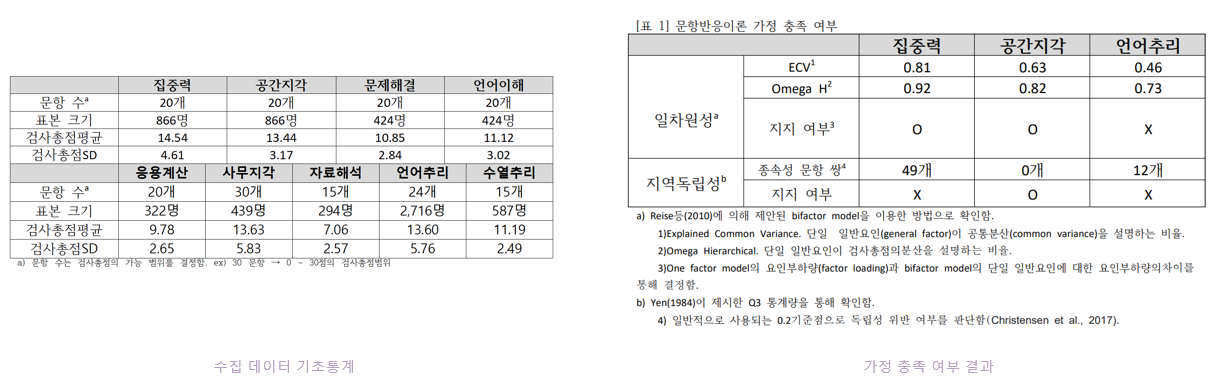 집중력 공간지각 문제해결 언어이해
문항 수a 20개 20개 20개 20개
표본 크기 866명 866명 424명 424명
검사총점평균 14.54 13.44 10.85 11.12
검사총점SD 4.61 3.17 2.84 3.02
응용계산 사무지각 자료해석 언어추리 수열추리
문항 수a 20개 30개 15개 24개 15개
표본 크기 322명 439명 294명 2,716명 587명
검사총점평균 9.78 13.63 7.06 13.60 11.19
검사총점SD 2.65 5.83 2.57 5.76 2.49
a) 문항 수는 검사총점의 가능 범위를 결정함. ex) 30 문항 → 0 ~ 30점의 검사총점범위
수집 데이터 기초통계
[표 1] 문항반응이론 가정 충족 여부
집중력 공간지각 언어추리
일차원성a
ECV1 0.81 0.63 0.46
Omega H2 0.92 0.82 0.73
지지 여부3 O O X
지역독립성b
종속성 문항 쌍4 49개 0개 12개
지지 여부 X O X
a) Reise등(2010)에 의해 제안된 bifactor model을 이용한 방법으로 확인함.
1)Explained Common Variance. 단일 일반요인(general factor)이 공통분산(common variance)을 설명하는 비율.
2)Omega Hierarchical. 단일 일반요인이 검사총점의분산을 설명하는 비율.
3)One factor model의 요인부하량(factor loading)과 bifactor model의 단일 일반요인에 대한 요인부하량의차이를
통해 결정함.
b) Yen(1984)이 제시한 Q3 통계량을 통해 확인함.
4) 일반적으로 사용되는 0.2기준점으로 독립성 위반 여부를 판단함(Christensen et al., 2017).
가정 충족 여부 결과